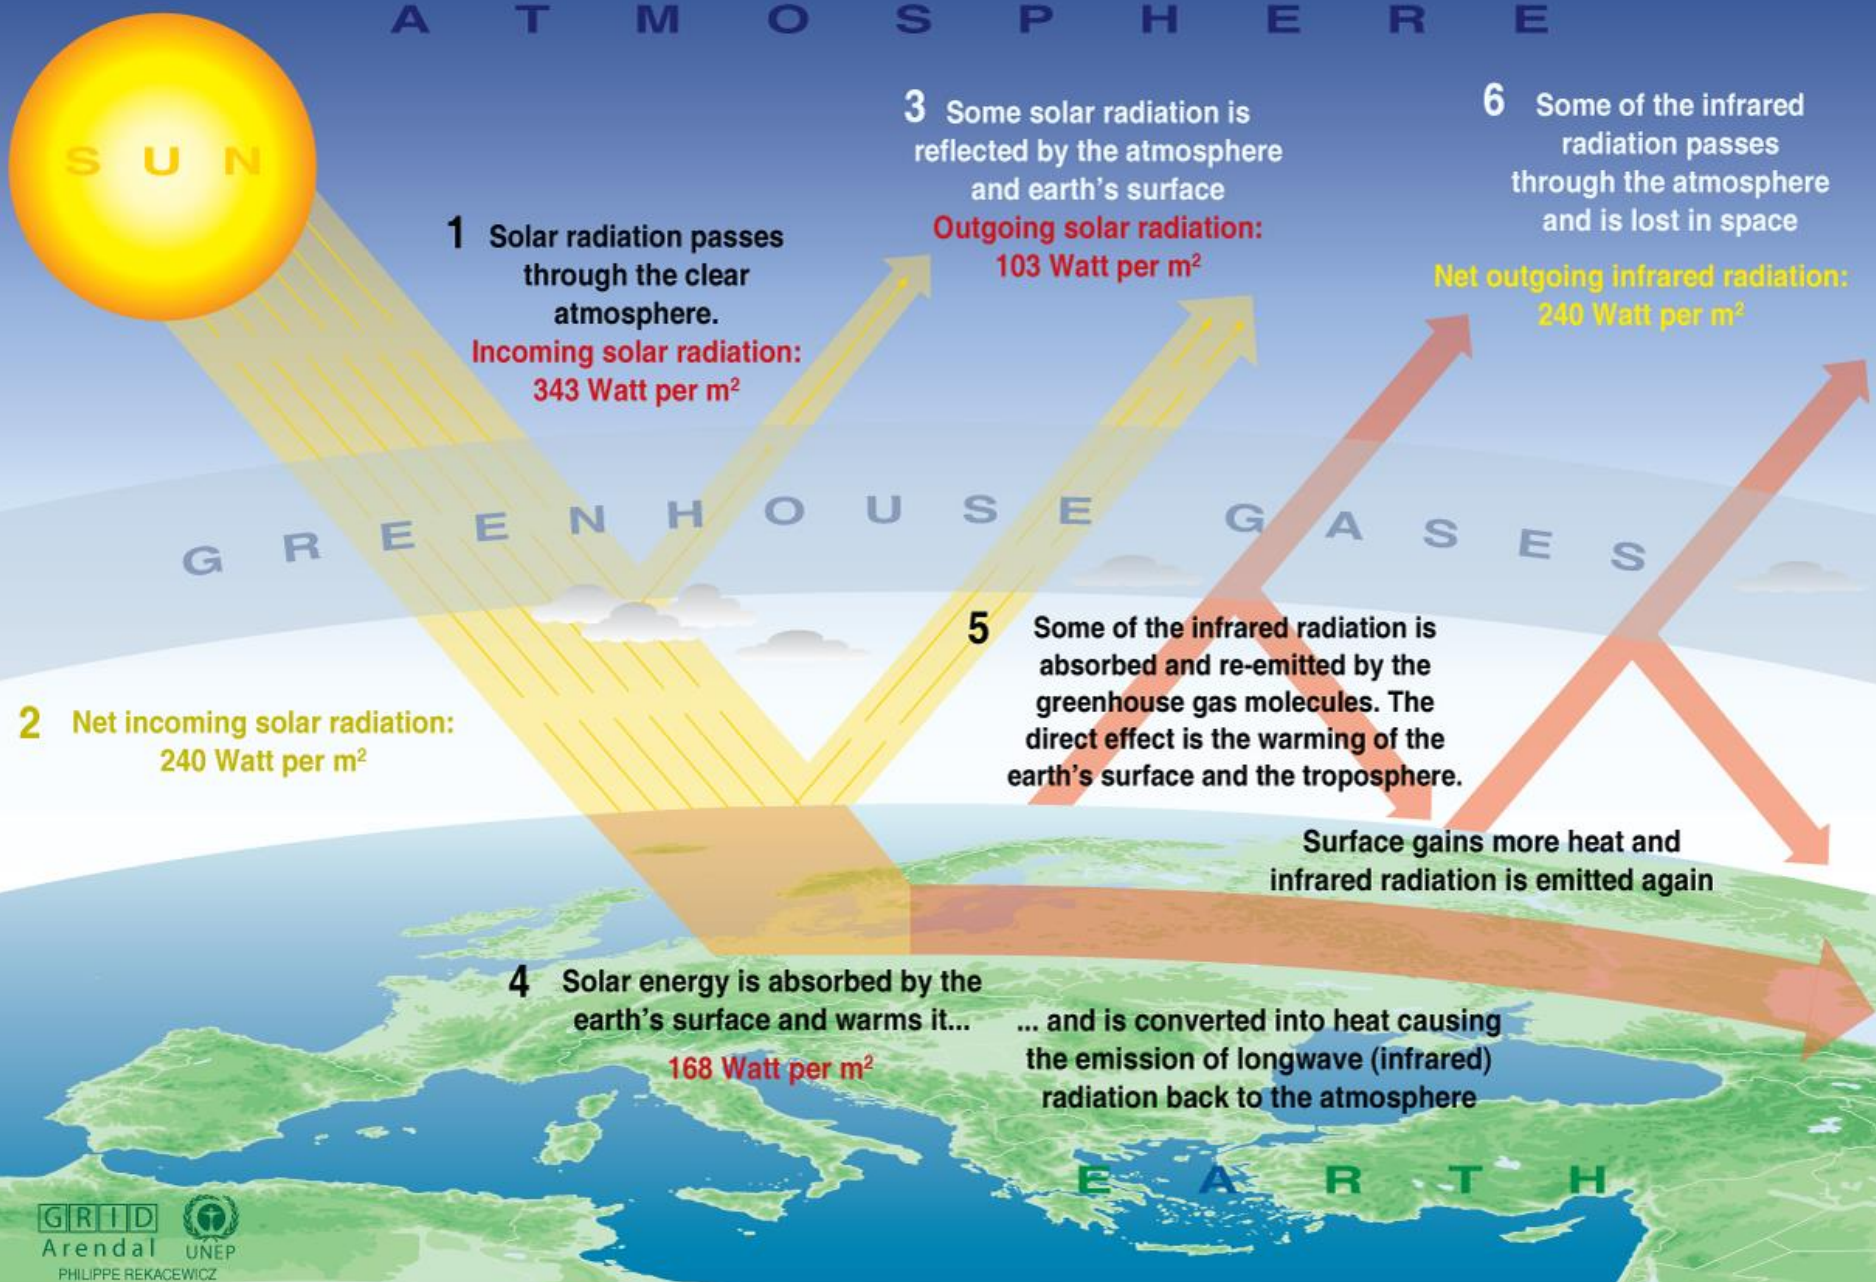 A T M O S P H E R E
S U N
1 Solar radiation passes
through the clear
atmosphere.
Incoming solar radiation:
343 Watt per m²
2 Net incoming solar radiation:
240 Watt per m²
3 Some solar radiation is
reflected by the atmosphere
and earth's surface
Outgoing solar radiation:
103 Watt per m²
6 Some of the infrared
radiation passes
through the atmosphere
and is lost in space
Net outgoing infrared radiation:
240 Watt per m²
G R E E N H O U S E G A S E S
5 Some of the infrared radiation is
absorbed and re-emitted by the
greenhouse gas molecules. The
direct effect is the warming of the
earth's surface and the troposphere.
Surface gains more heat and
infrared radiation is emitted again
4 Solar energy is absorbed by the
earth's surface and warms it...
168 Watt per m²
... and is converted into heat causing
the emission of longwave (infrared)
radiation back to the atmosphere
E A R T H
GRID
Arendal
UNEP
PHILIPPE REKACEWICZ